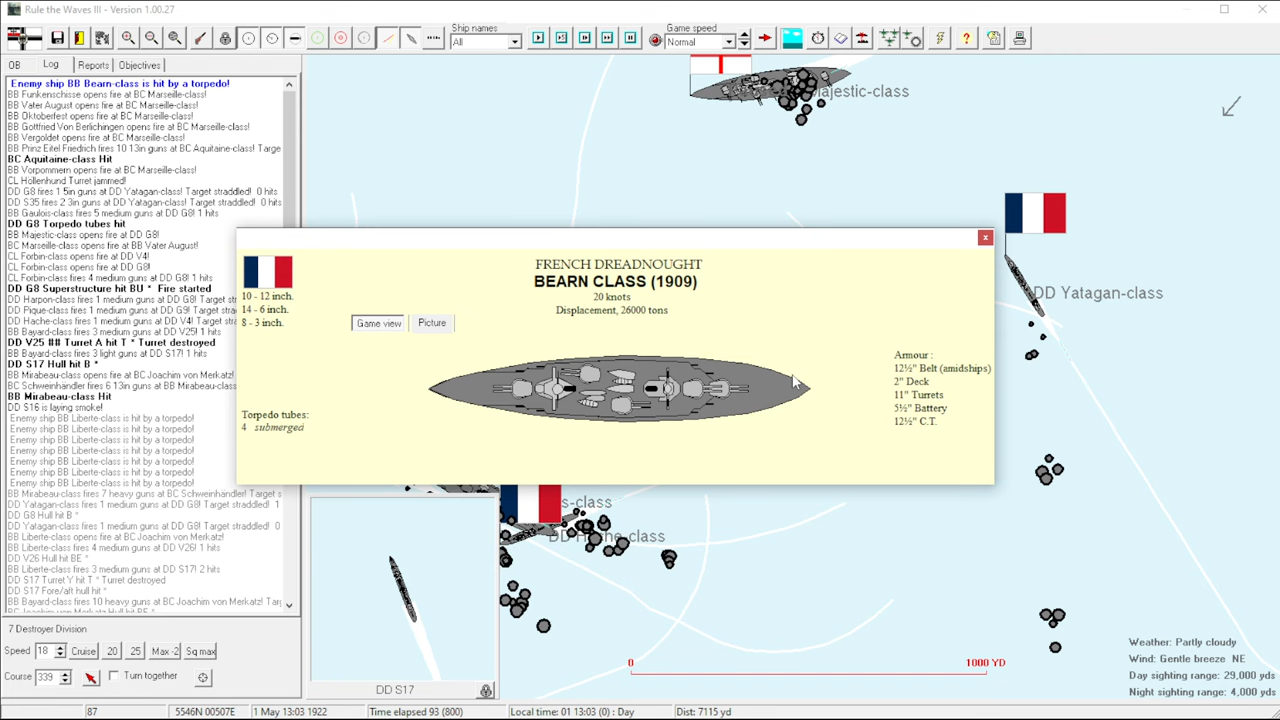 Rule the Waves III - Version 1.00.27
Ship names
All
Game speed
Normal
Log
Reports
Objectives
Enemy ship BB Bearn-class is hit by a torpedo!
BB Funkenschisse opens fire at BC Marseille-class!
BB Vater August opens fire at BC Marseille-class!
BB Oktoberfest opens fire at BC Marseille-class!
BB Gottfried Von Berlichingen opens fire at BC Marseille-class!
BB Vergoldet opens fire at BC Marseille-class!
BB Prinz Eitel Friedrich fires 10 13in guns at BC Aquitaine-class! Targe
BC Aquitaine-class Hit
BB Vorpommern opens fire at BC Marseille-class!
CL Höllenhund Turret jammed!
DD G8 fires 1 5in guns at DD Yatagan-class! Target straddled! 0 hits
DD S35 fires 2 3in guns at DD Yatagan-class! Target straddled! 0 hits
BB Gaulois-class fires 5 medium guns at DD G8! 1 hits
DD G8 Torpedo tubes hit
BB Majestic-class opens fire at DD G8!
BC Marseille-class opens fire at BB Vater August!
CL Forbin-class opens fire at DD V4!
CL Forbin-class opens fire at DD G8!
CL Forbin-class fires 4 medium guns at DD G8! 1 hits
DD G8 Superstructure hit BU * Fire started
DD Harpon-class fires 1 medium guns at DD G8! Target str
DD Pique-class fires 1 medium guns at DD G9! Target stra
DD Hache-class fires 1 medium guns at DD V4! Target stra
BB Bayard-class fires 3 medium guns at DD V25! 1 hits
DD V25 ## Turret A hit T * Turret destroyed
BB Bayard-class fires 3 light guns at DD S17! 1 hits
DD S17 Hull hit B *
BB Mirabeau-class opens fire at BC Joachim von Merkatz!
BC Schweinhändler fires 6 13in guns at BB Mirabeau-class
BB Mirabeau-class Hit
DD S16 is laying smoke!
Enemy ship BB Liberte-class is hit by a torpedo!
Enemy ship BB Liberte-class is hit by a torpedo!
Enemy ship BB Liberte-class is hit by a torpedo!
Enemy ship BB Liberte-class is hit by a torpedo!
Enemy ship BB Liberte-class is hit by a torpedo!
Enemy ship BB Liberte-class is hit by a torpedo!
Enemy ship BB Liberte-class is hit by a torpedo!
BB Mirabeau-class fires 7 heavy guns at BC Schweinhändler! Target s
DD Yatagan-class fires 1 medium guns at DD G8! Target straddled! 1
DD G8 Hull hit B *
DD Yatagan-class fires 1 medium guns at DD G8! Target straddled! 0
BB Liberte-class opens fire at BC Joachim von Merkatz!
BB Liberte-class fires 4 medium guns at DD V26! 1 hits
DD V26 Hull hit BE *
BB Liberte-class fires 3 medium guns at DD S17! 2 hits
DD S17 Turret Y hit T * Turret destroyed
DD S17 Fore/aft hull hit *
BB Bayard-class fires 10 heavy guns at BC Joachim von Merkatz! Targ
BC Joachim von Merkatz Hull hit BE *
7 Destroyer Division
Speed 18 Cruise 20 25 Max -2 Sq max
Course 339 Turn together
Majestic-class
DD Yatagan-class
FRENCH DREADNOUGHT
BEARN CLASS (1909)
20 knots
Displacement, 26000 tons
10 - 12 inch.
14 - 6 inch.
8 - 3 inch.
Game view
Picture
Torpedo tubes:
4 submerged
Armour :
12½" Belt (amidships)
2" Deck
11" Turrets
5½" Battery
12½" C.T.
s-class
DD Hache-class
DD S17
0
1000 YD
Weather: Partly cloudy
Wind: Gentle breeze NE
Day sighting range: 29,000 yds
Night sighting range: 4,000 yds
87
5546N 00507E
1 May 13:03 1922
Time elapsed 93 (800)
Local time: 01 13:03 (0) : Day
Dist: 7115 yd